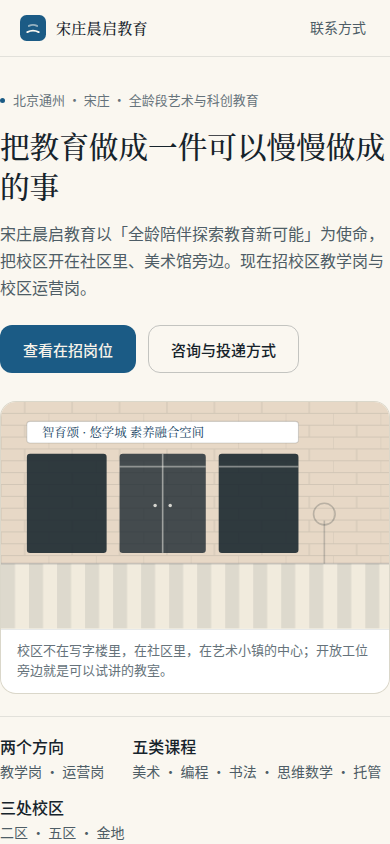 宋庄晨启教育
联系方式
北京通州 · 宋庄 · 全龄段艺术与科创教育
把教育做成一件可以慢慢做成
的事
宋庄晨启教育以「全龄陪伴探索教育新可能」为使命，
把校区开在社区里、美术馆旁边。现在招校区教学岗与
校区运营岗。
查看在招岗位
咨询与投递方式
智育颂 · 悠学城 素养融合空间
校区不在写字楼里，在社区里，在艺术小镇的中心；开放工位
旁边就是可以试讲的教室。
两个方向
教学岗 · 运营岗
五类课程
美术 · 编程 · 书法 · 思维数学 · 托管
三处校区
二区 · 五区 · 金地